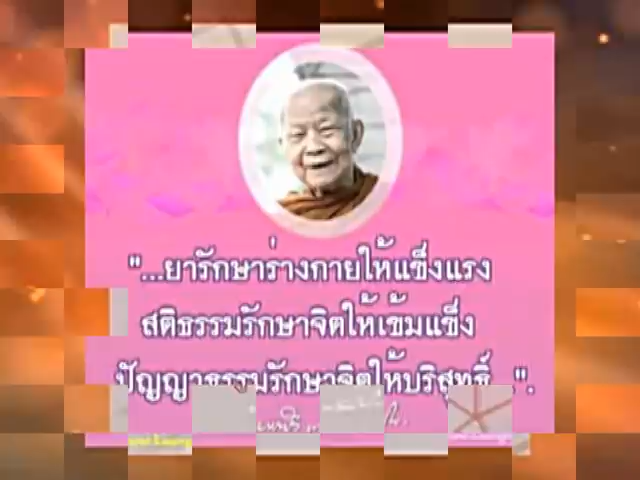 "...ยารักษาร่างกายให้แข็งแรง
สติธรรมรักษาจิตให้เข้มแข็ง
ปัญญาธรรมรักษาจิตให้บริสุทธิ์...".